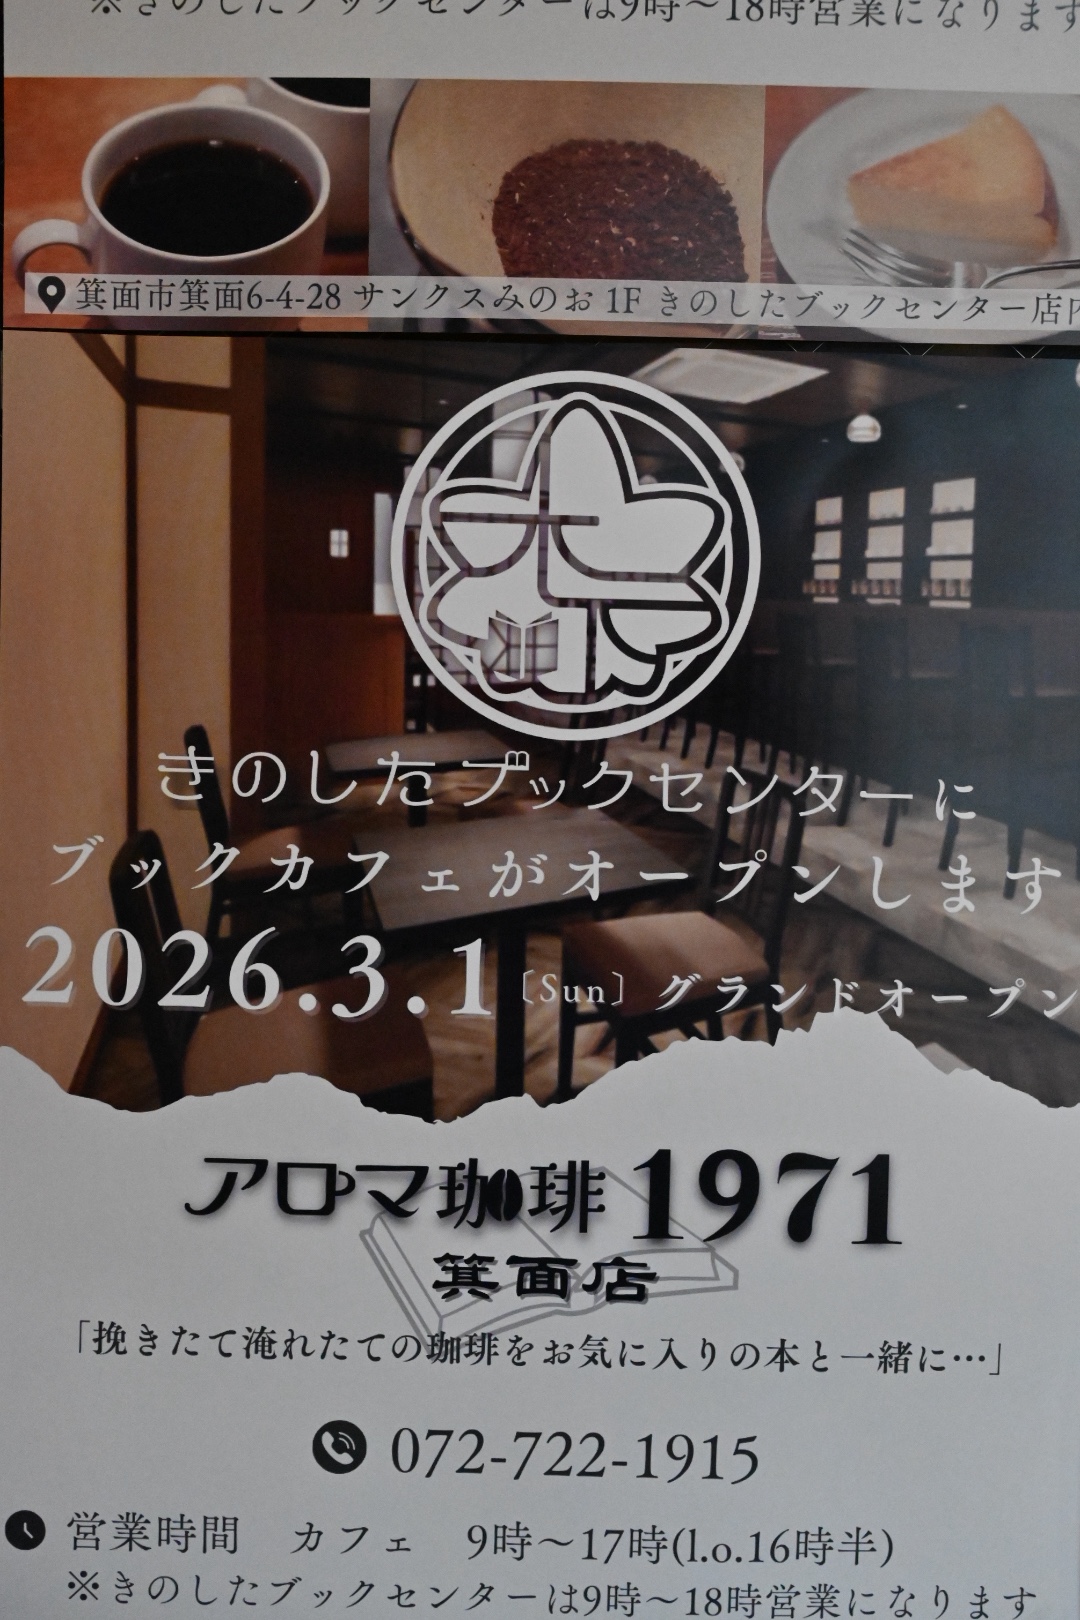 ※きのしたブックセンターは9時〜18時営業になります
箕面市箕面6-4-28 サンクスみのお 1F きのしたブックセンター店内
きのしたブックセンターに
ブックカフェがオープンします
2026.3.1〔Sun〕グランドオープン
アロマ珈琲1971
箕面店
「挽きたて淹れたての珈琲をお気に入りの本と一緒に…」
072-722-1915
営業時間 カフェ 9時〜17時(l.o.16時半)
※きのしたブックセンターは9時〜18時営業になります